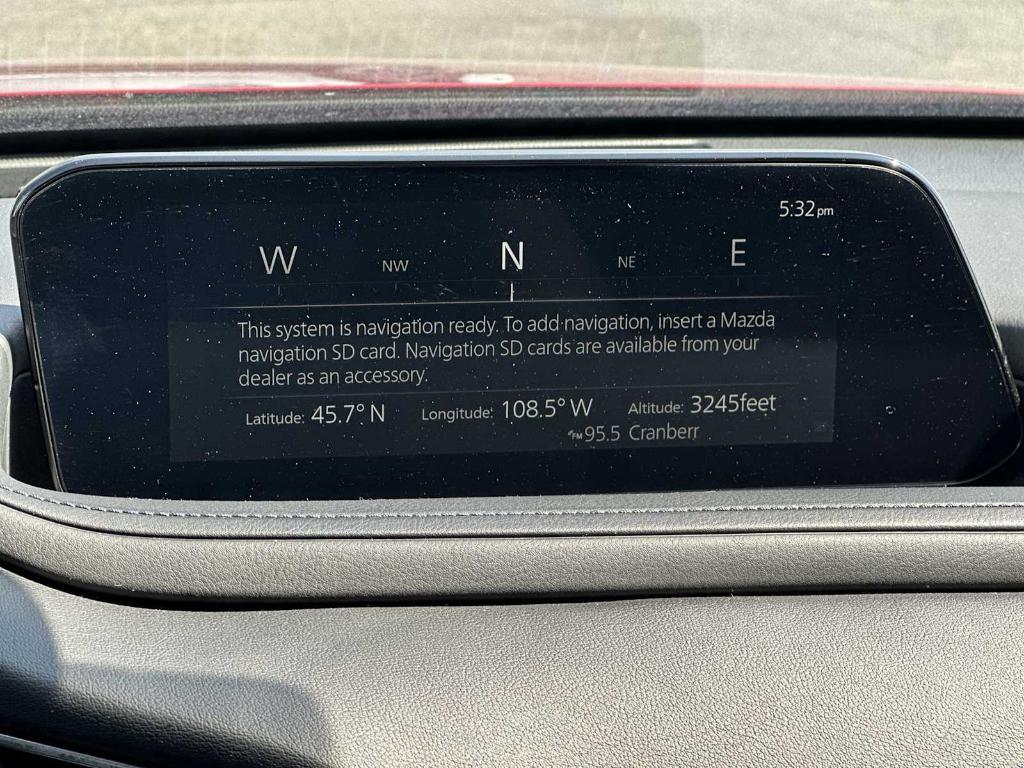 5:32pm
W NW N NE E
This system is navigation ready. To add navigation, insert a Mazda
navigation SD card. Navigation SD cards are available from your
dealer as an accessory.
Latitude: 45.7° N Longitude: 108.5° W Altitude: 3245feet
FM 95.5 Cranberr